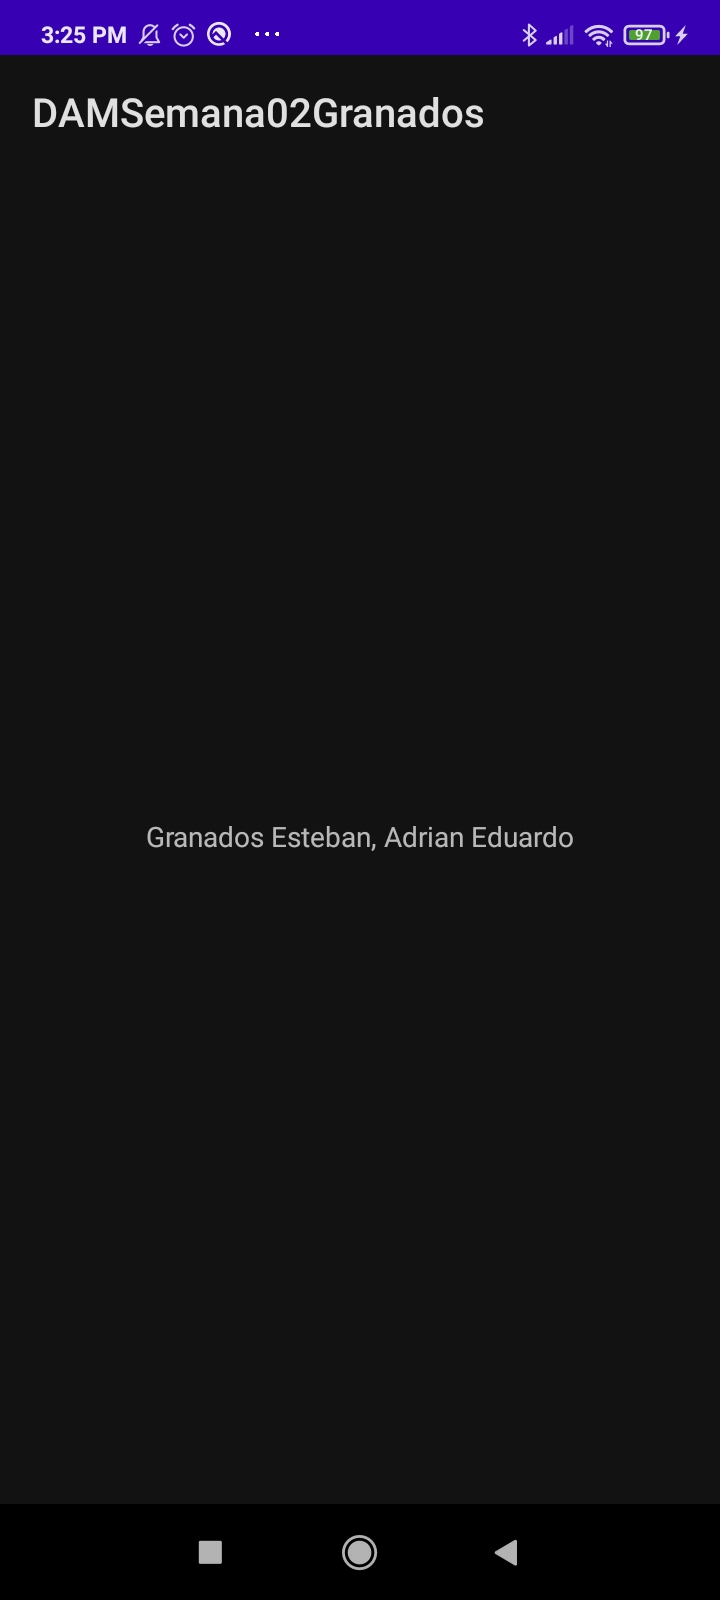 3:25 PM
97
DAMSemana02Granados
Granados Esteban, Adrian Eduardo